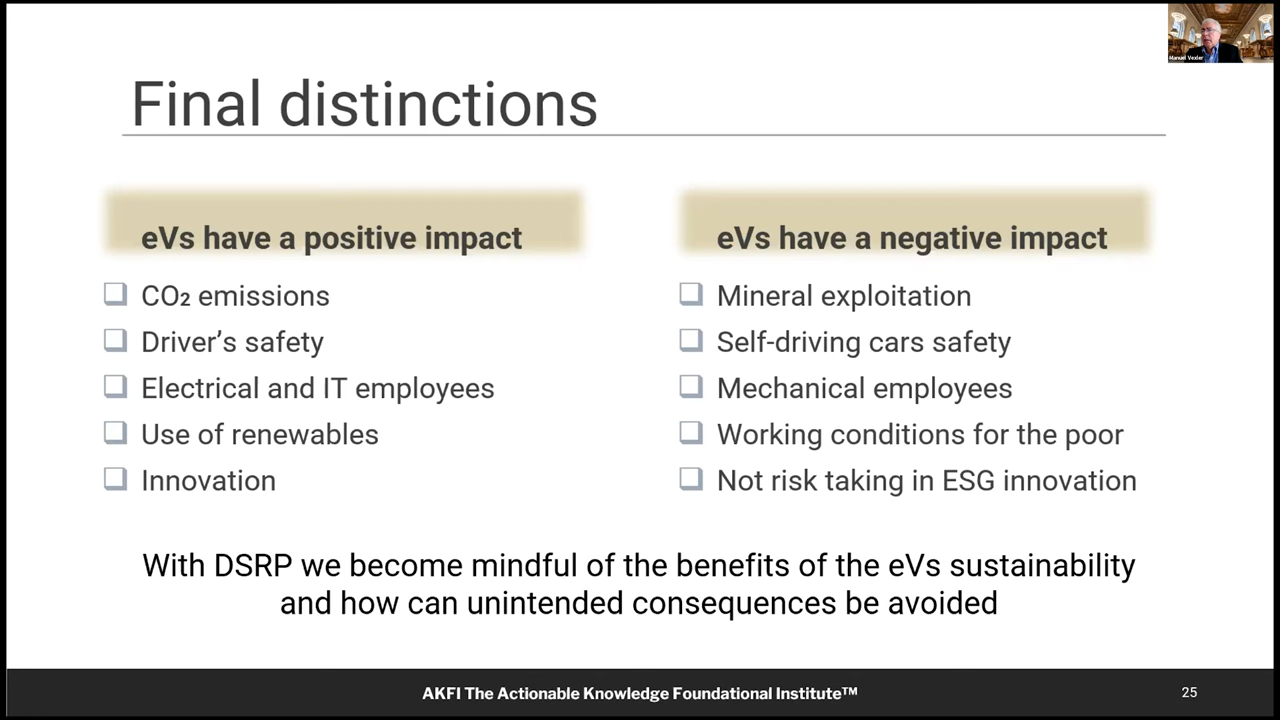 Manuel Vexler
Final distinctions
eVs have a positive impact
CO₂ emissions
Driver’s safety
Electrical and IT employees
Use of renewables
Innovation
eVs have a negative impact
Mineral exploitation
Self-driving cars safety
Mechanical employees
Working conditions for the poor
Not risk taking in ESG innovation
With DSRP we become mindful of the benefits of the eVs sustainability
and how can unintended consequences be avoided
AKFI The Actionable Knowledge Foundational Institute™
25